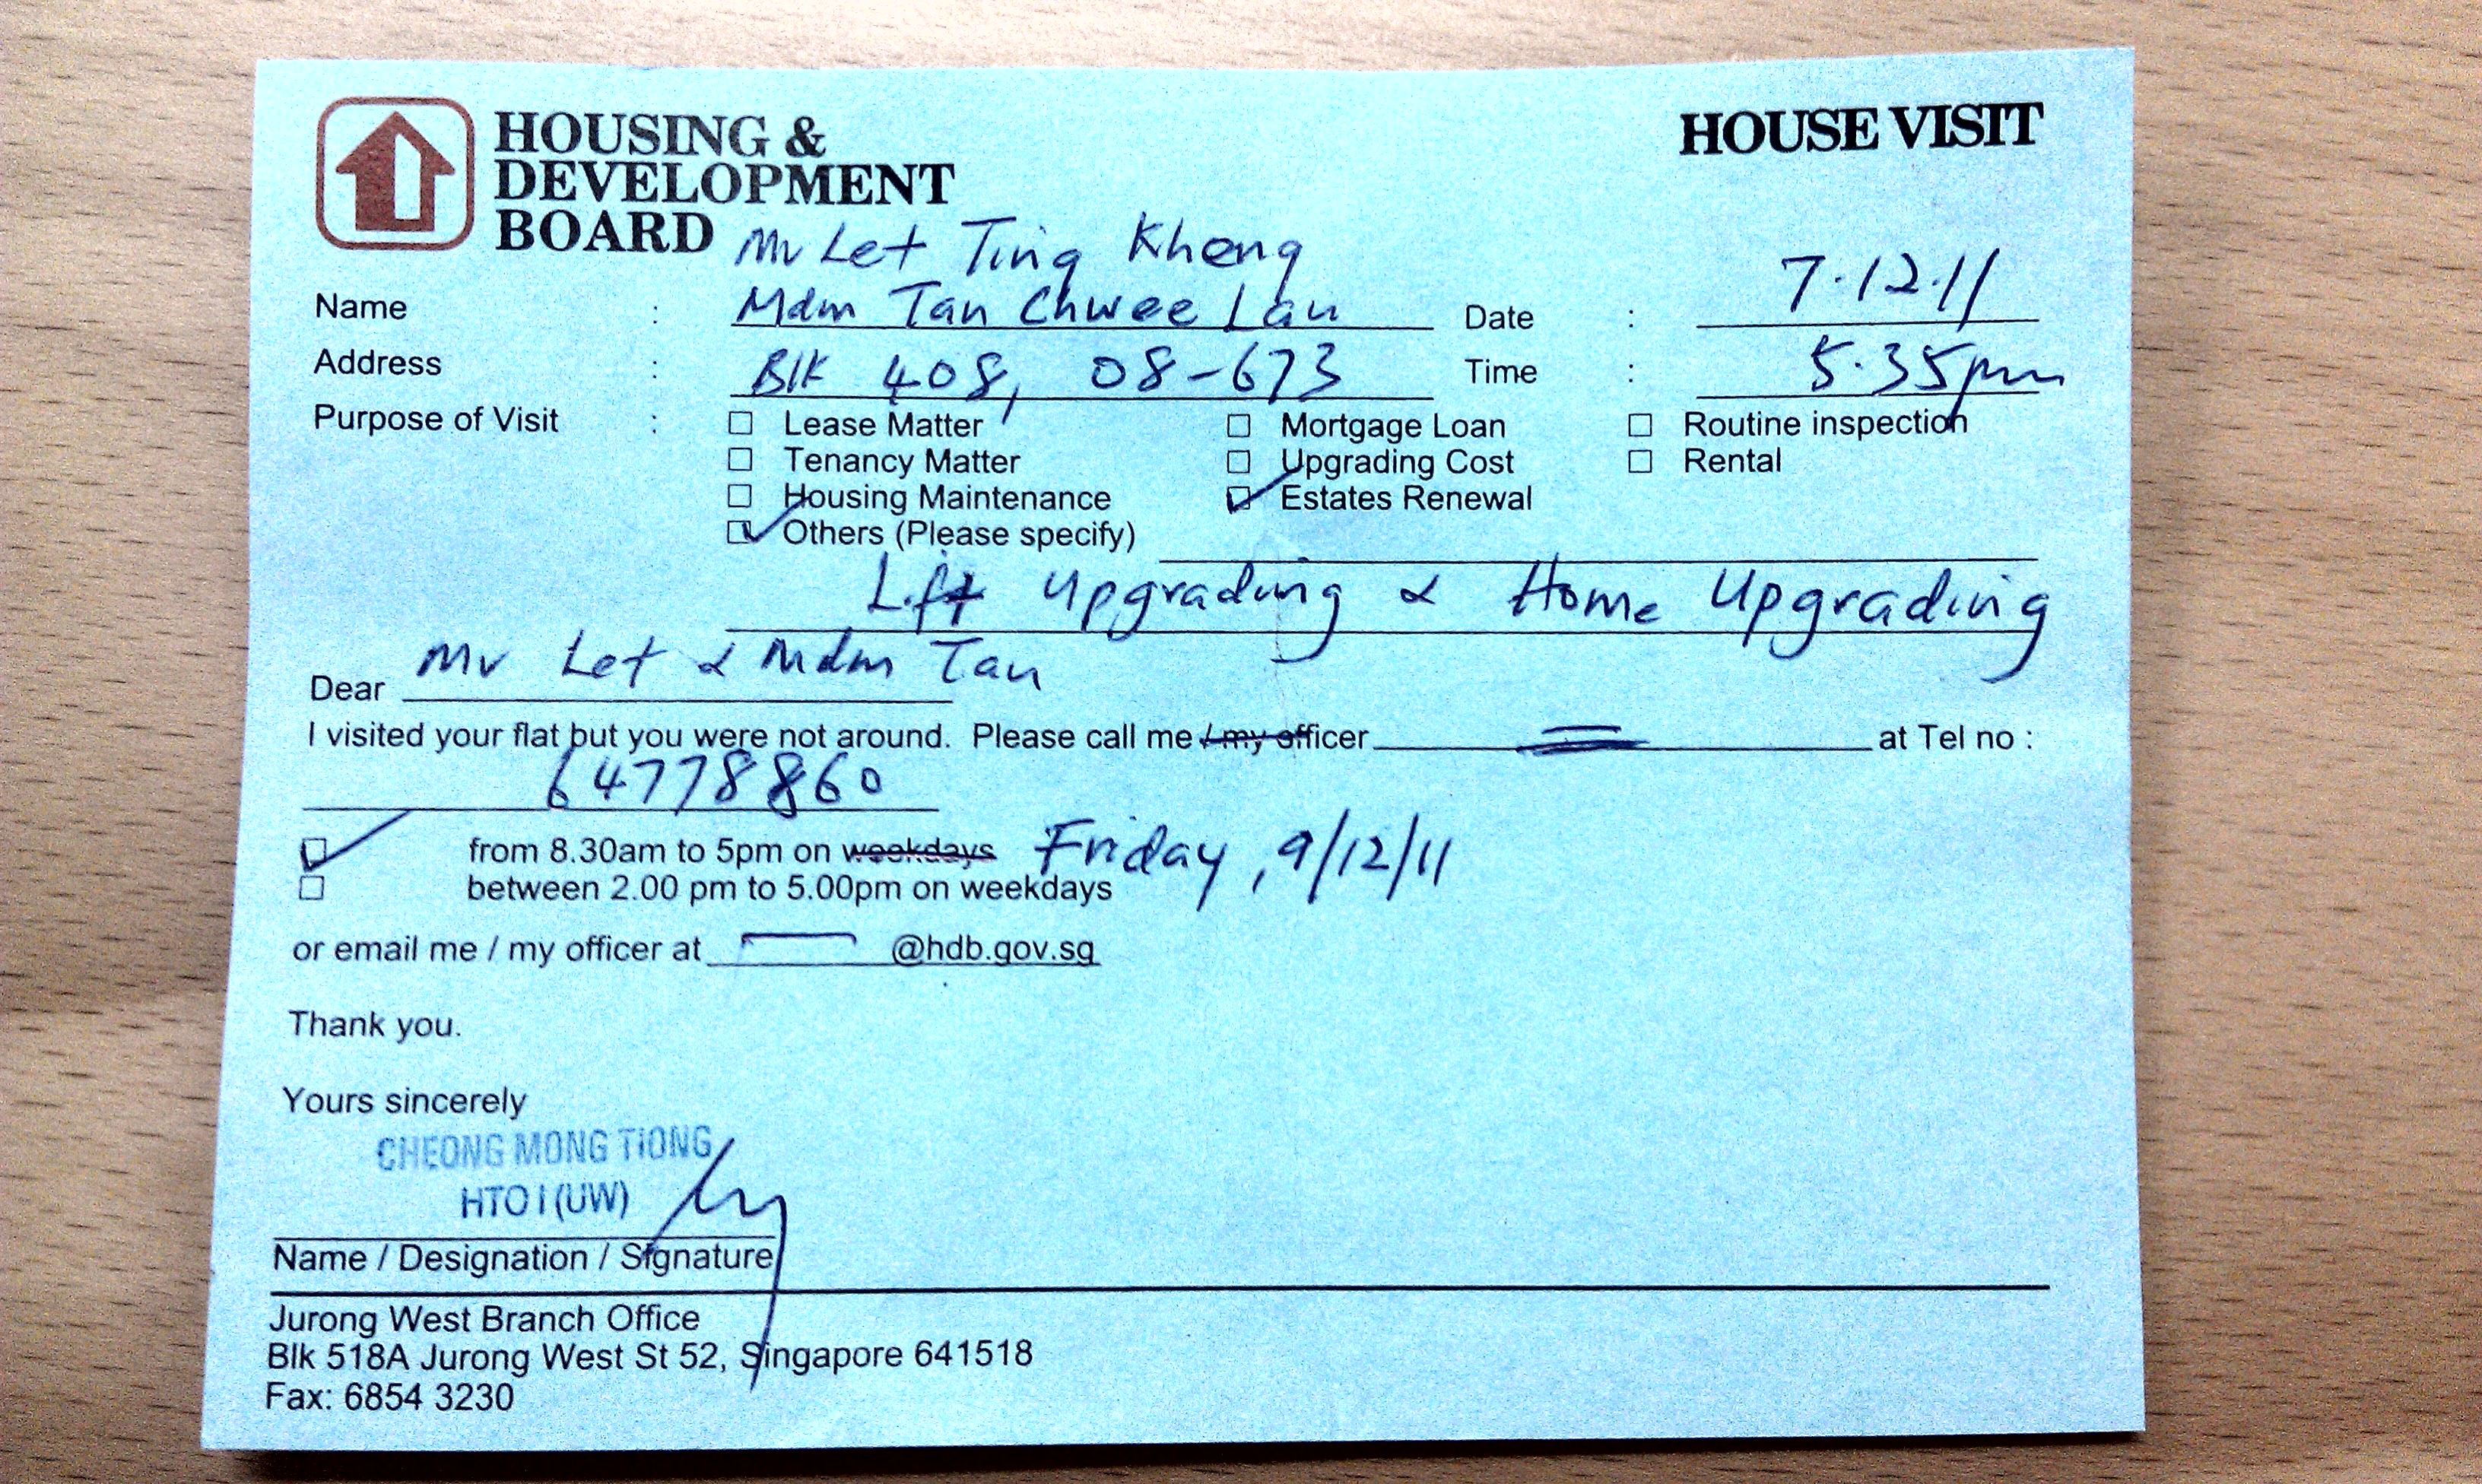 HOUSING &
DEVELOPMENT
BOARD
HOUSE VISIT
Mr Let Ting Kheng
Name : Mdm Tan Chwee Lau Date : 7.12.11
Address : Blk 408, 08-673 Time : 5.35pm
Purpose of Visit : Lease Matter Mortgage Loan Routine inspection
Tenancy Matter Upgrading Cost Rental
Housing Maintenance Estates Renewal
Others (Please specify)
Lift Upgrading & Home Upgrading
Dear Mr Let & Mdm Tan
I visited your flat but you were not around. Please call me / my officer at Tel no :
64778860
from 8.30am to 5pm on weekdays Friday, 9/12/11
between 2.00 pm to 5.00pm on weekdays
or email me / my officer at @hdb.gov.sg
Thank you.
Yours sincerely
CHEONG MONG TIONG
HTO I (UW)
Name / Designation / Signature
Jurong West Branch Office
Blk 518A Jurong West St 52, Singapore 641518
Fax: 6854 3230